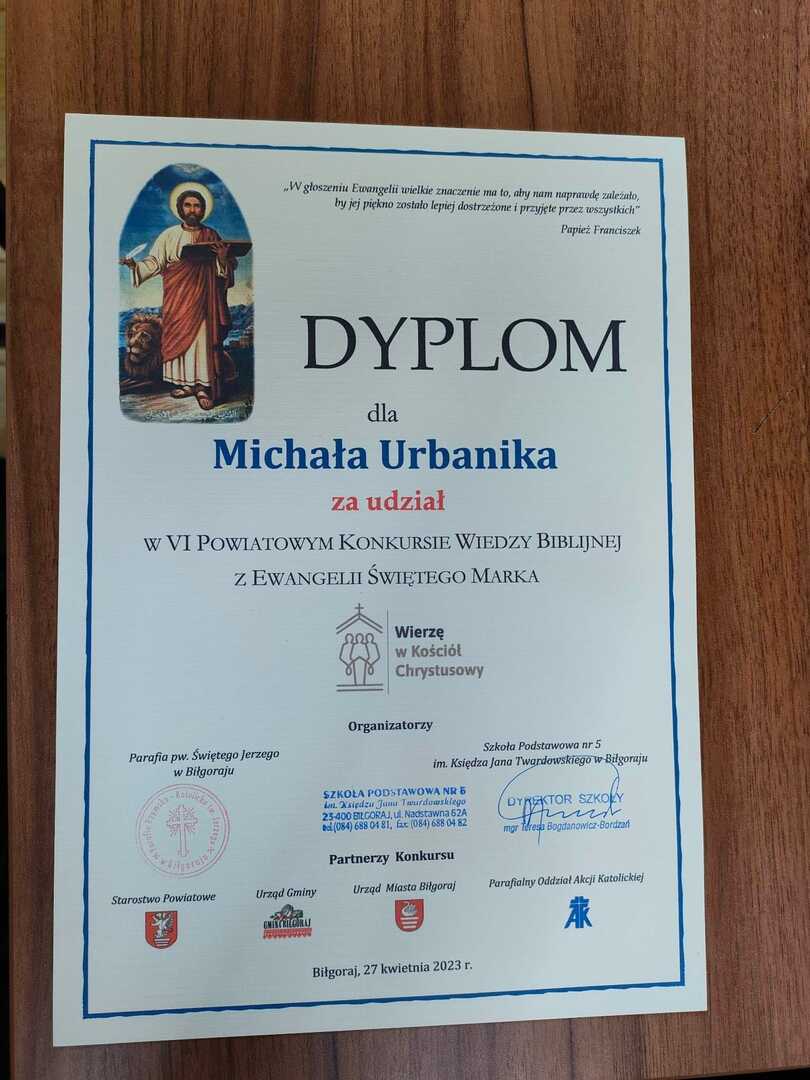 „W głoszeniu Ewangelii wielkie znaczenie ma to, aby nam naprawdę zależało,
by jej piękno zostało lepiej dostrzeżone i przyjęte przez wszystkich”
Papież Franciszek
DYPLOM
dla
Michała Urbanika
za udział
W VI POWIATOWYM KONKURSIE WIEDZY BIBLIJNEJ
Z EWANGELII ŚWIĘTEGO MARKA
Wierzę
w Kościół
Chrystusowy
Organizatorzy
Parafia pw. Świętego Jerzego
w Biłgoraju
Szkoła Podstawowa nr 5
im. Księdza Jana Twardowskiego w Biłgoraju
SZKOŁA PODSTAWOWA NR 5
im. Księdza Jana Twardowskiego
23-400 BIŁGORAJ, ul. Nadstawna 62A
tel.(084) 688 04 81, fax. (084) 688 04 82
DYREKTOR SZKOŁY
mgr Teresa Bogdanowicz-Bordzań
Partnerzy Konkursu
Starostwo Powiatowe
Urząd Gminy
GMINA BIŁGORAJ
Urząd Miasta Biłgoraj
Parafialny Oddział Akcji Katolickiej
AK
Biłgoraj, 27 kwietnia 2023 r.